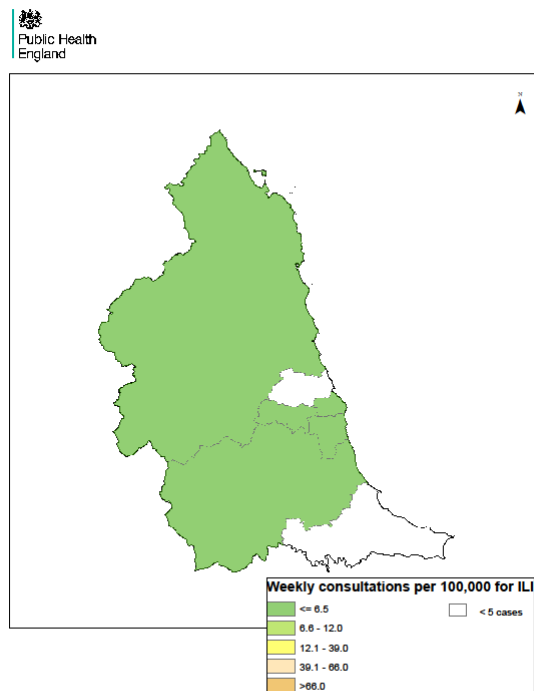 Public Health
England
N
Weekly consultations per 100,000 for ILI
<= 6.5
< 5 cases
6.6 - 12.0
12.1 - 39.0
39.1 - 66.0
>66.0